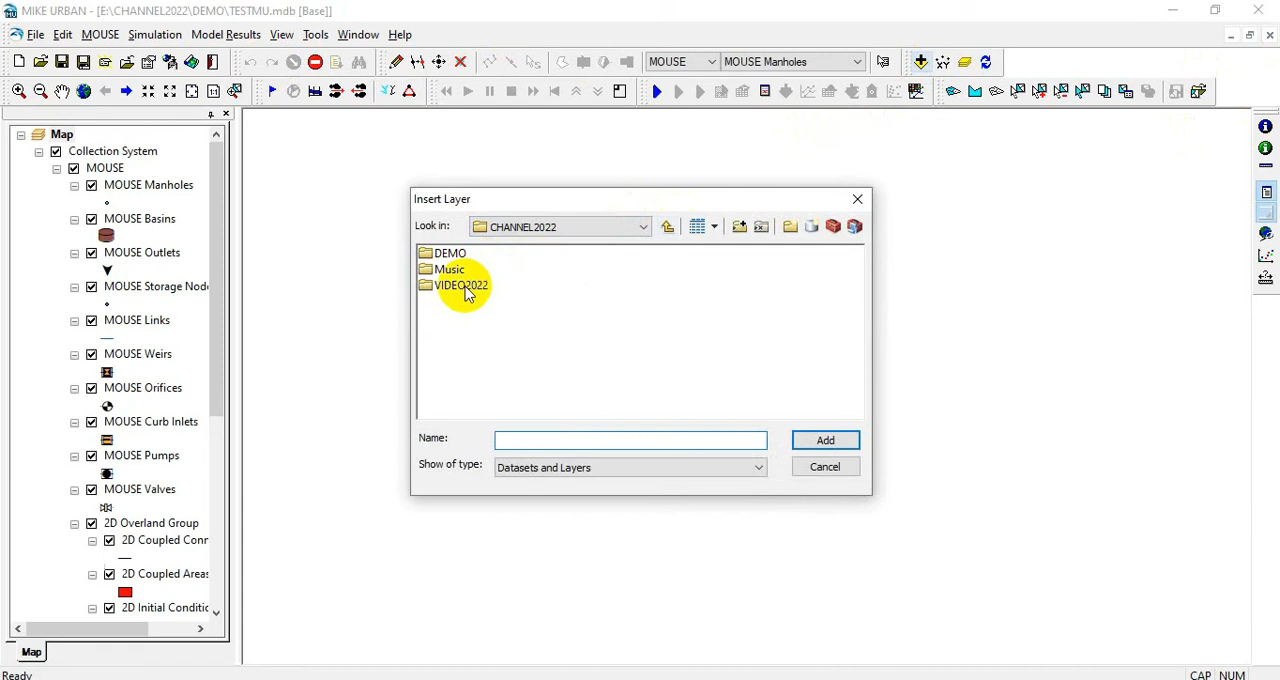 MIKE URBAN - [E:\CHANNEL2022\DEMO\TESTMU.mdb [Base]]
File Edit MOUSE Simulation Model Results View Tools Window Help
MOUSE MOUSE Manholes
Map
Collection System
MOUSE
MOUSE Manholes
MOUSE Basins
MOUSE Outlets
MOUSE Storage Node
MOUSE Links
MOUSE Weirs
MOUSE Orifices
MOUSE Curb Inlets
MOUSE Pumps
MOUSE Valves
2D Overland Group
2D Coupled Conn
2D Coupled Areas
2D Initial Conditic
Map
Insert Layer
Look in: CHANNEL2022
DEMO
Music
VIDEO2022
Name: Add
Show of type: Datasets and Layers Cancel
Ready CAP NUM